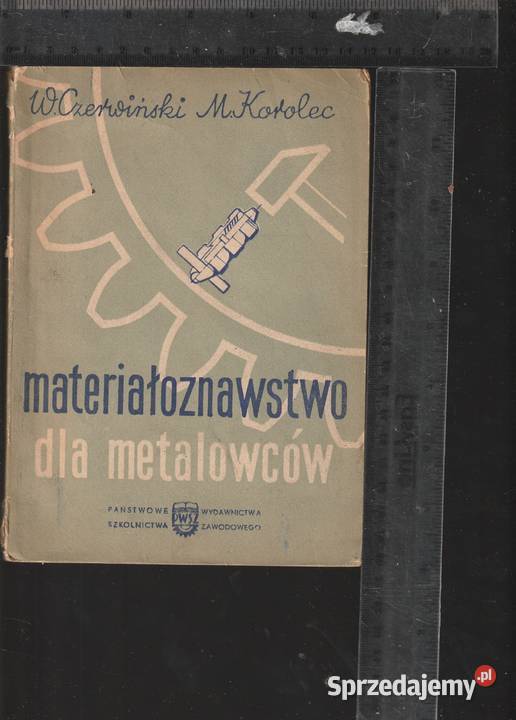 W. Czerwiński M. Korolec
materiałoznawstwo
dla metalowców
PAŃSTWOWE WYDAWNICTWA
SZKOLNICTWA ZAWODOWEGO
PWSZ
Sprzedajemy.pl